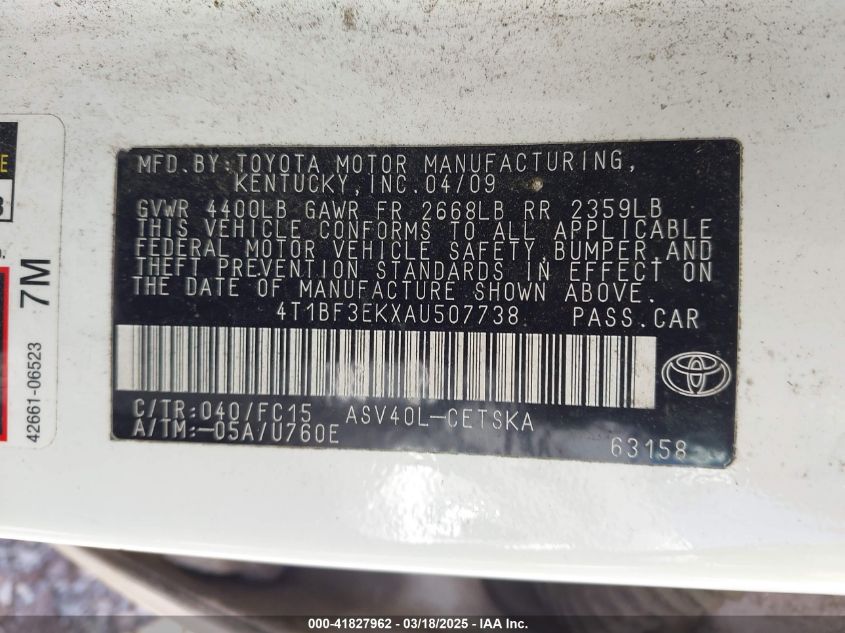 MFD.BY:TOYOTA MOTOR MANUFACTURING,
KENTUCKY,INC.04/09
GVWR 4400LB GAWR FR 2668LB RR 2359LB
THIS VEHICLE CONFORMS TO ALL APPLICABLE
FEDERAL MOTOR VEHICLE SAFETY,BUMPER,AND
THEFT PREVENTION STANDARDS IN EFFECT ON
THE DATE OF MANUFACTURE SHOWN ABOVE.
4T1BF3EKXAU507738 PASS.CAR
C/TR:040/FC15 ASV40L-CETSKA
A/TM:-05A/U760E
63158
7M
42661-06523
000-41827962 — 03/18/2025 — IAA Inc.